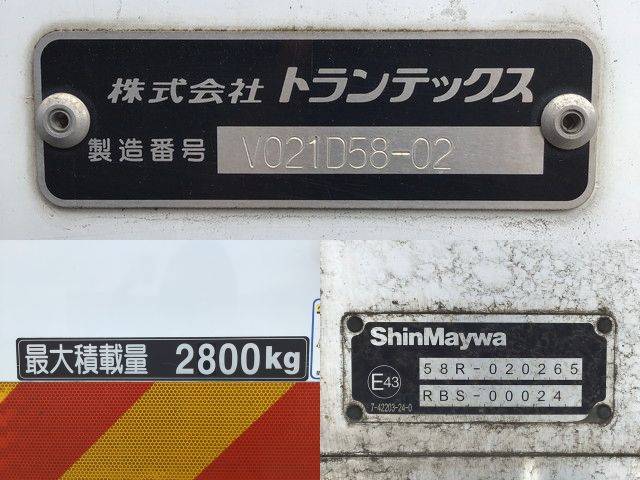 株式会社 トランテックス
製造番号 V021D58-02
最大積載量 2800kg
ShinMaywa
58R-020265
E43
RBS-00024
7-42203-24-0